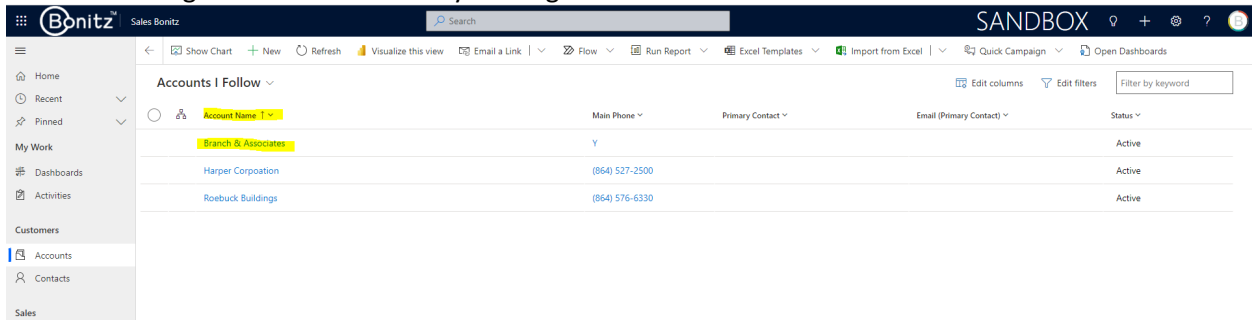 Bonitz™ Sales Bonitz Search SANDBOX ?  B
Show Chart New Refresh Visualize this view Email a Link Flow Run Report Excel Templates Import from Excel Quick Campaign Open Dashboards
Home
Recent
Pinned
My Work
Dashboards
Activities
Customers
Accounts
Contacts
Sales
Accounts I Follow Edit columns Edit filters Filter by keyword
Account Name Main Phone Primary Contact Email (Primary Contact) Status
Branch & Associates Y Active
Harper Corpoation (864) 527-2500 Active
Roebuck Buildings (864) 576-6330 Active